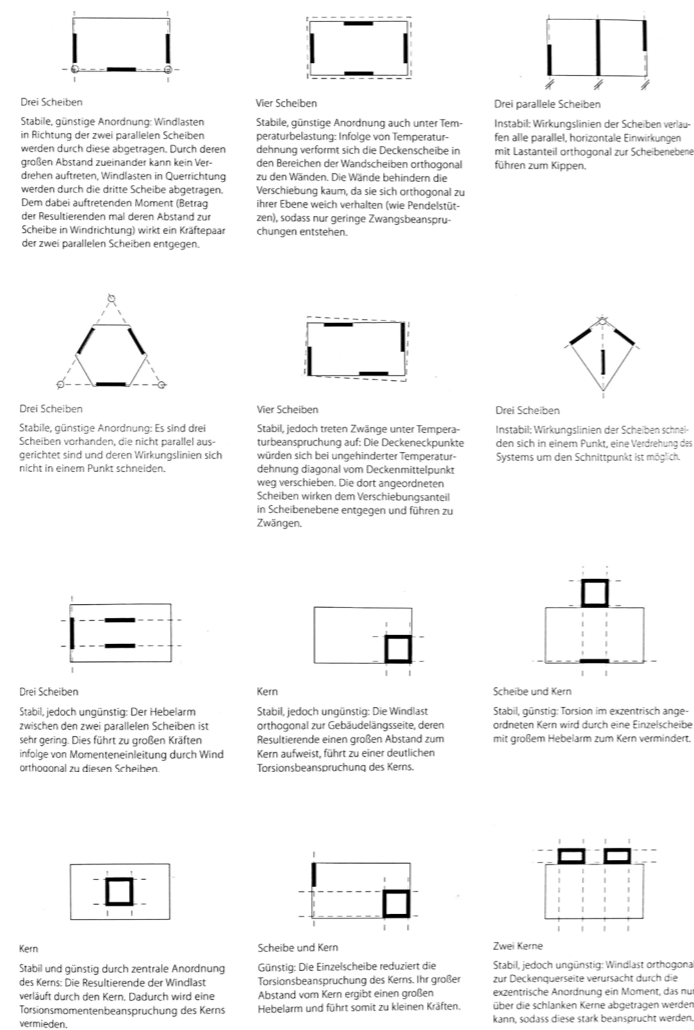 Drei Scheiben
Stabile, günstige Anordnung: Windlasten
in Richtung der zwei parallelen Scheiben
werden durch diese abgetragen. Durch deren
großen Abstand zueinander kann kein Ver-
drehen auftreten, Windlasten in Querrichtung
werden durch die dritte Scheibe abgetragen.
Dem dabei auftretenden Moment (Betrag
der Resultierenden mal deren Abstand zur
Scheibe in Windrichtung) wirkt ein Kräftepaar
der zwei parallelen Scheiben entgegen.
Vier Scheiben
Stabile, günstige Anordnung auch unter Tem-
peraturbelastung: Infolge von Temperatur-
dehnung verformt sich die Deckenscheibe in
den Bereichen der Wandscheiben orthogonal
zu den Wänden. Die Wände behindern die
Verschiebung kaum, da sie sich orthogonal zu
ihrer Ebene weich verhalten (wie Pendelstüt-
zen), sodass nur geringe Zwangsbeanspru-
chungen entstehen.
Drei parallele Scheiben
Instabil: Wirkungslinien der Scheiben verlau-
fen alle parallel, horizontale Einwirkungen
mit Lastanteil orthogonal zur Scheibenebene
führen zum Kippen.
Drei Scheiben
Stabile, günstige Anordnung: Es sind drei
Scheiben vorhanden, die nicht parallel aus-
gerichtet sind und deren Wirkungslinien sich
nicht in einem Punkt schneiden.
Vier Scheiben
Stabil, jedoch treten Zwänge unter Tempera-
turbeanspruchung auf: Die Deckeneckpunkte
würden sich bei ungehinderter Temperatur-
dehnung diagonal vom Deckenmittelpunkt
weg verschieben. Die dort angeordneten
Scheiben wirken dem Verschiebungsanteil
in Scheibenebene entgegen und führen zu
Zwängen.
Drei Scheiben
Instabil: Wirkungslinien der Scheiben schnei-
den sich in einem Punkt, eine Verdrehung des
Systems um den Schnittpunkt ist möglich.
Drei Scheiben
Stabil, jedoch ungünstig: Der Hebelarm
zwischen den zwei parallelen Scheiben ist
sehr gering. Dies führt zu großen Kräften
infolge von Momenteneinleitung durch Wind
orthogonal zu diesen Scheiben.
Kern
Stabil, jedoch ungünstig: Die Windlast
orthogonal zur Gebäudelängsseite, deren
Resultierende einen großen Abstand zum
Kern aufweist, führt zu einer deutlichen
Torsionsbeanspruchung des Kerns.
Scheibe und Kern
Stabil, günstig: Torsion im exzentrisch ange-
ordneten Kern wird durch eine Einzelscheibe
mit großem Hebelarm zum Kern vermindert.
Kern
Stabil und günstig durch zentrale Anordnung
des Kerns: Die Resultierende der Windlast
verläuft durch den Kern. Dadurch wird eine
Torsionsmomentenbeanspruchung des Kerns
vermieden.
Scheibe und Kern
Günstig: Die Einzelscheibe reduziert die
Torsionsbeanspruchung des Kerns. Ihr großer
Abstand vom Kern ergibt einen großen
Hebelarm und führt somit zu kleinen Kräften.
Zwei Kerne
Stabil, jedoch ungünstig: Windlast orthogonal
zur Deckenquerseite verursacht durch die
exzentrische Anordnung ein Moment, das nur
über die schlanken Kerne abgetragen werden
kann, sodass diese stark beansprucht werden.